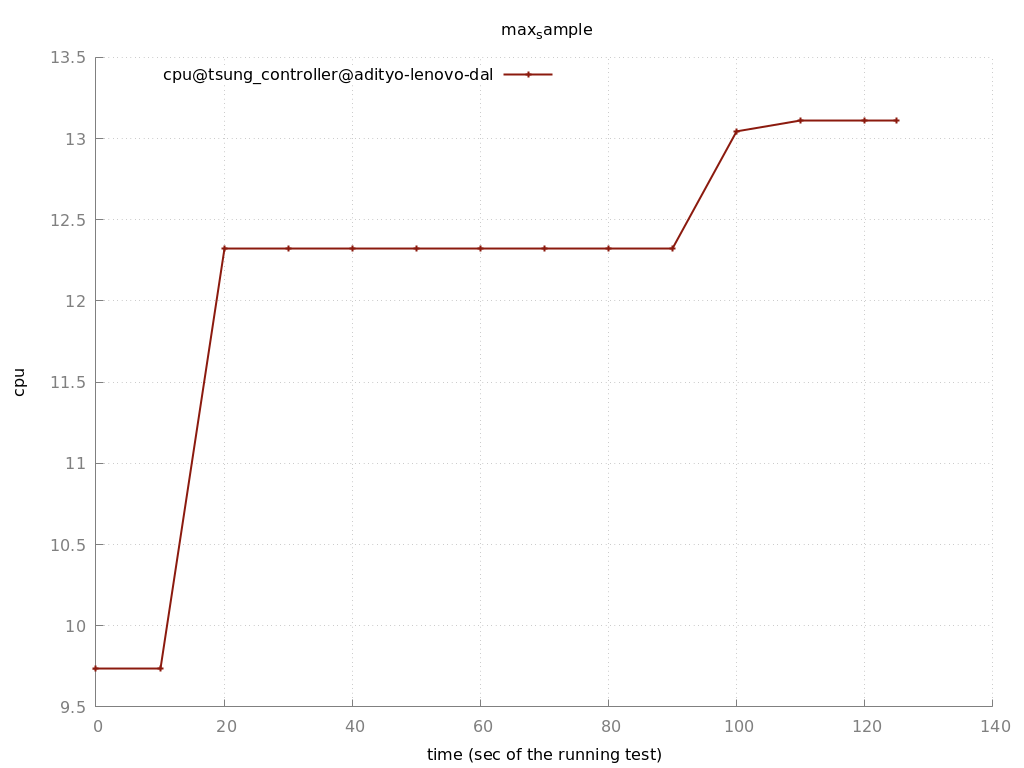 maxsample
cpu@tsung_controller@adityo-lenovo-dal
13.5
13
12.5
12
11.5
11
10.5
10
9.5
cpu
0 20 40 60 80 100 120 140
time (sec of the running test)